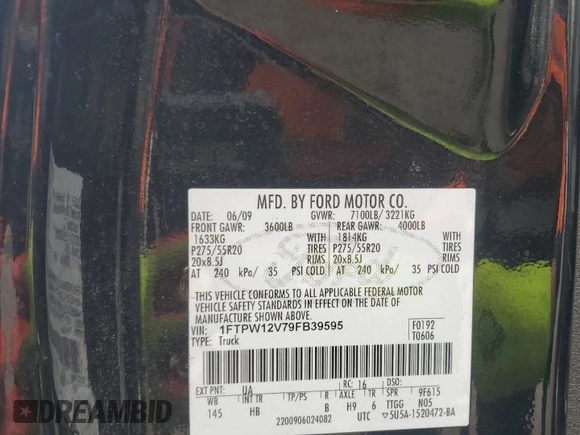 MFD. BY FORD MOTOR CO.
DATE: 06/09 GVWR: 7100LB/ 3221KG
FRONT GAWR: 3600LB REAR GAWR: 4000LB
1633KG WITH 1814KG WITH
P275/55R20 TIRES P275/55R20 TIRES
20x8.5J RIMS 20x8.5J RIMS
AT 240 kPa/ 35 PSI COLD AT 240 kPa/ 35 PSI COLD
THIS VEHICLE CONFORMS TO ALL APPLICABLE FEDERAL MOTOR
VEHICLE SAFETY STANDARDS IN EFFECT ON THE DATE OF
MANUFACTURE SHOWN ABOVE.
VIN: 1FTPW12V79FB39595
TYPE: Truck
F0192
T0606
EXT PNT: UA RC: 16 DSO:
WB INT TR TP/PS R AXLE TR SPR 9F615
145 HB B H9 6 TTGG N05
2200906024082 UTC ▽5U5A-1520472-BA
DREAMBID